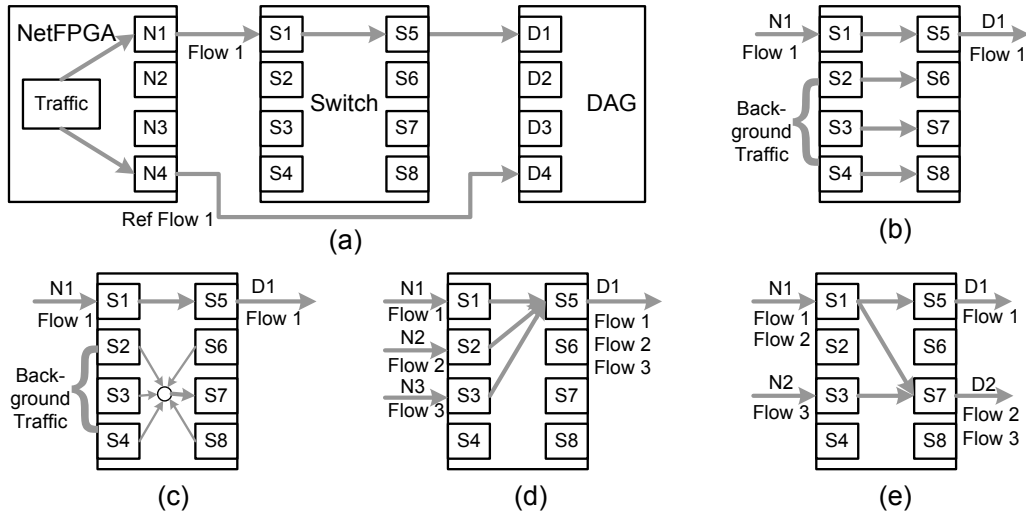 NetFPGA
Traffic
N1
N2
N3
N4
Flow 1
Ref Flow 1
S1
S2
S3
S4
Switch
S5
S6
S7
S8
D1
D2
D3
D4
DAG
(a)
N1
Flow 1
Back-
ground
Traffic
S1
S2
S3
S4
S5
S6
S7
S8
D1
Flow 1
(b)
N1
Flow 1
Back-
ground
Traffic
S1
S2
S3
S4
S5
S6
S7
S8
D1
Flow 1
(c)
N1
Flow 1
N2
Flow 2
N3
Flow 3
S1
S2
S3
S4
S5
S6
S7
S8
D1
Flow 1
Flow 2
Flow 3
(d)
N1
Flow 1
Flow 2
N2
Flow 3
S1
S2
S3
S4
S5
S6
S7
S8
D1
Flow 1
D2
Flow 2
Flow 3
(e)